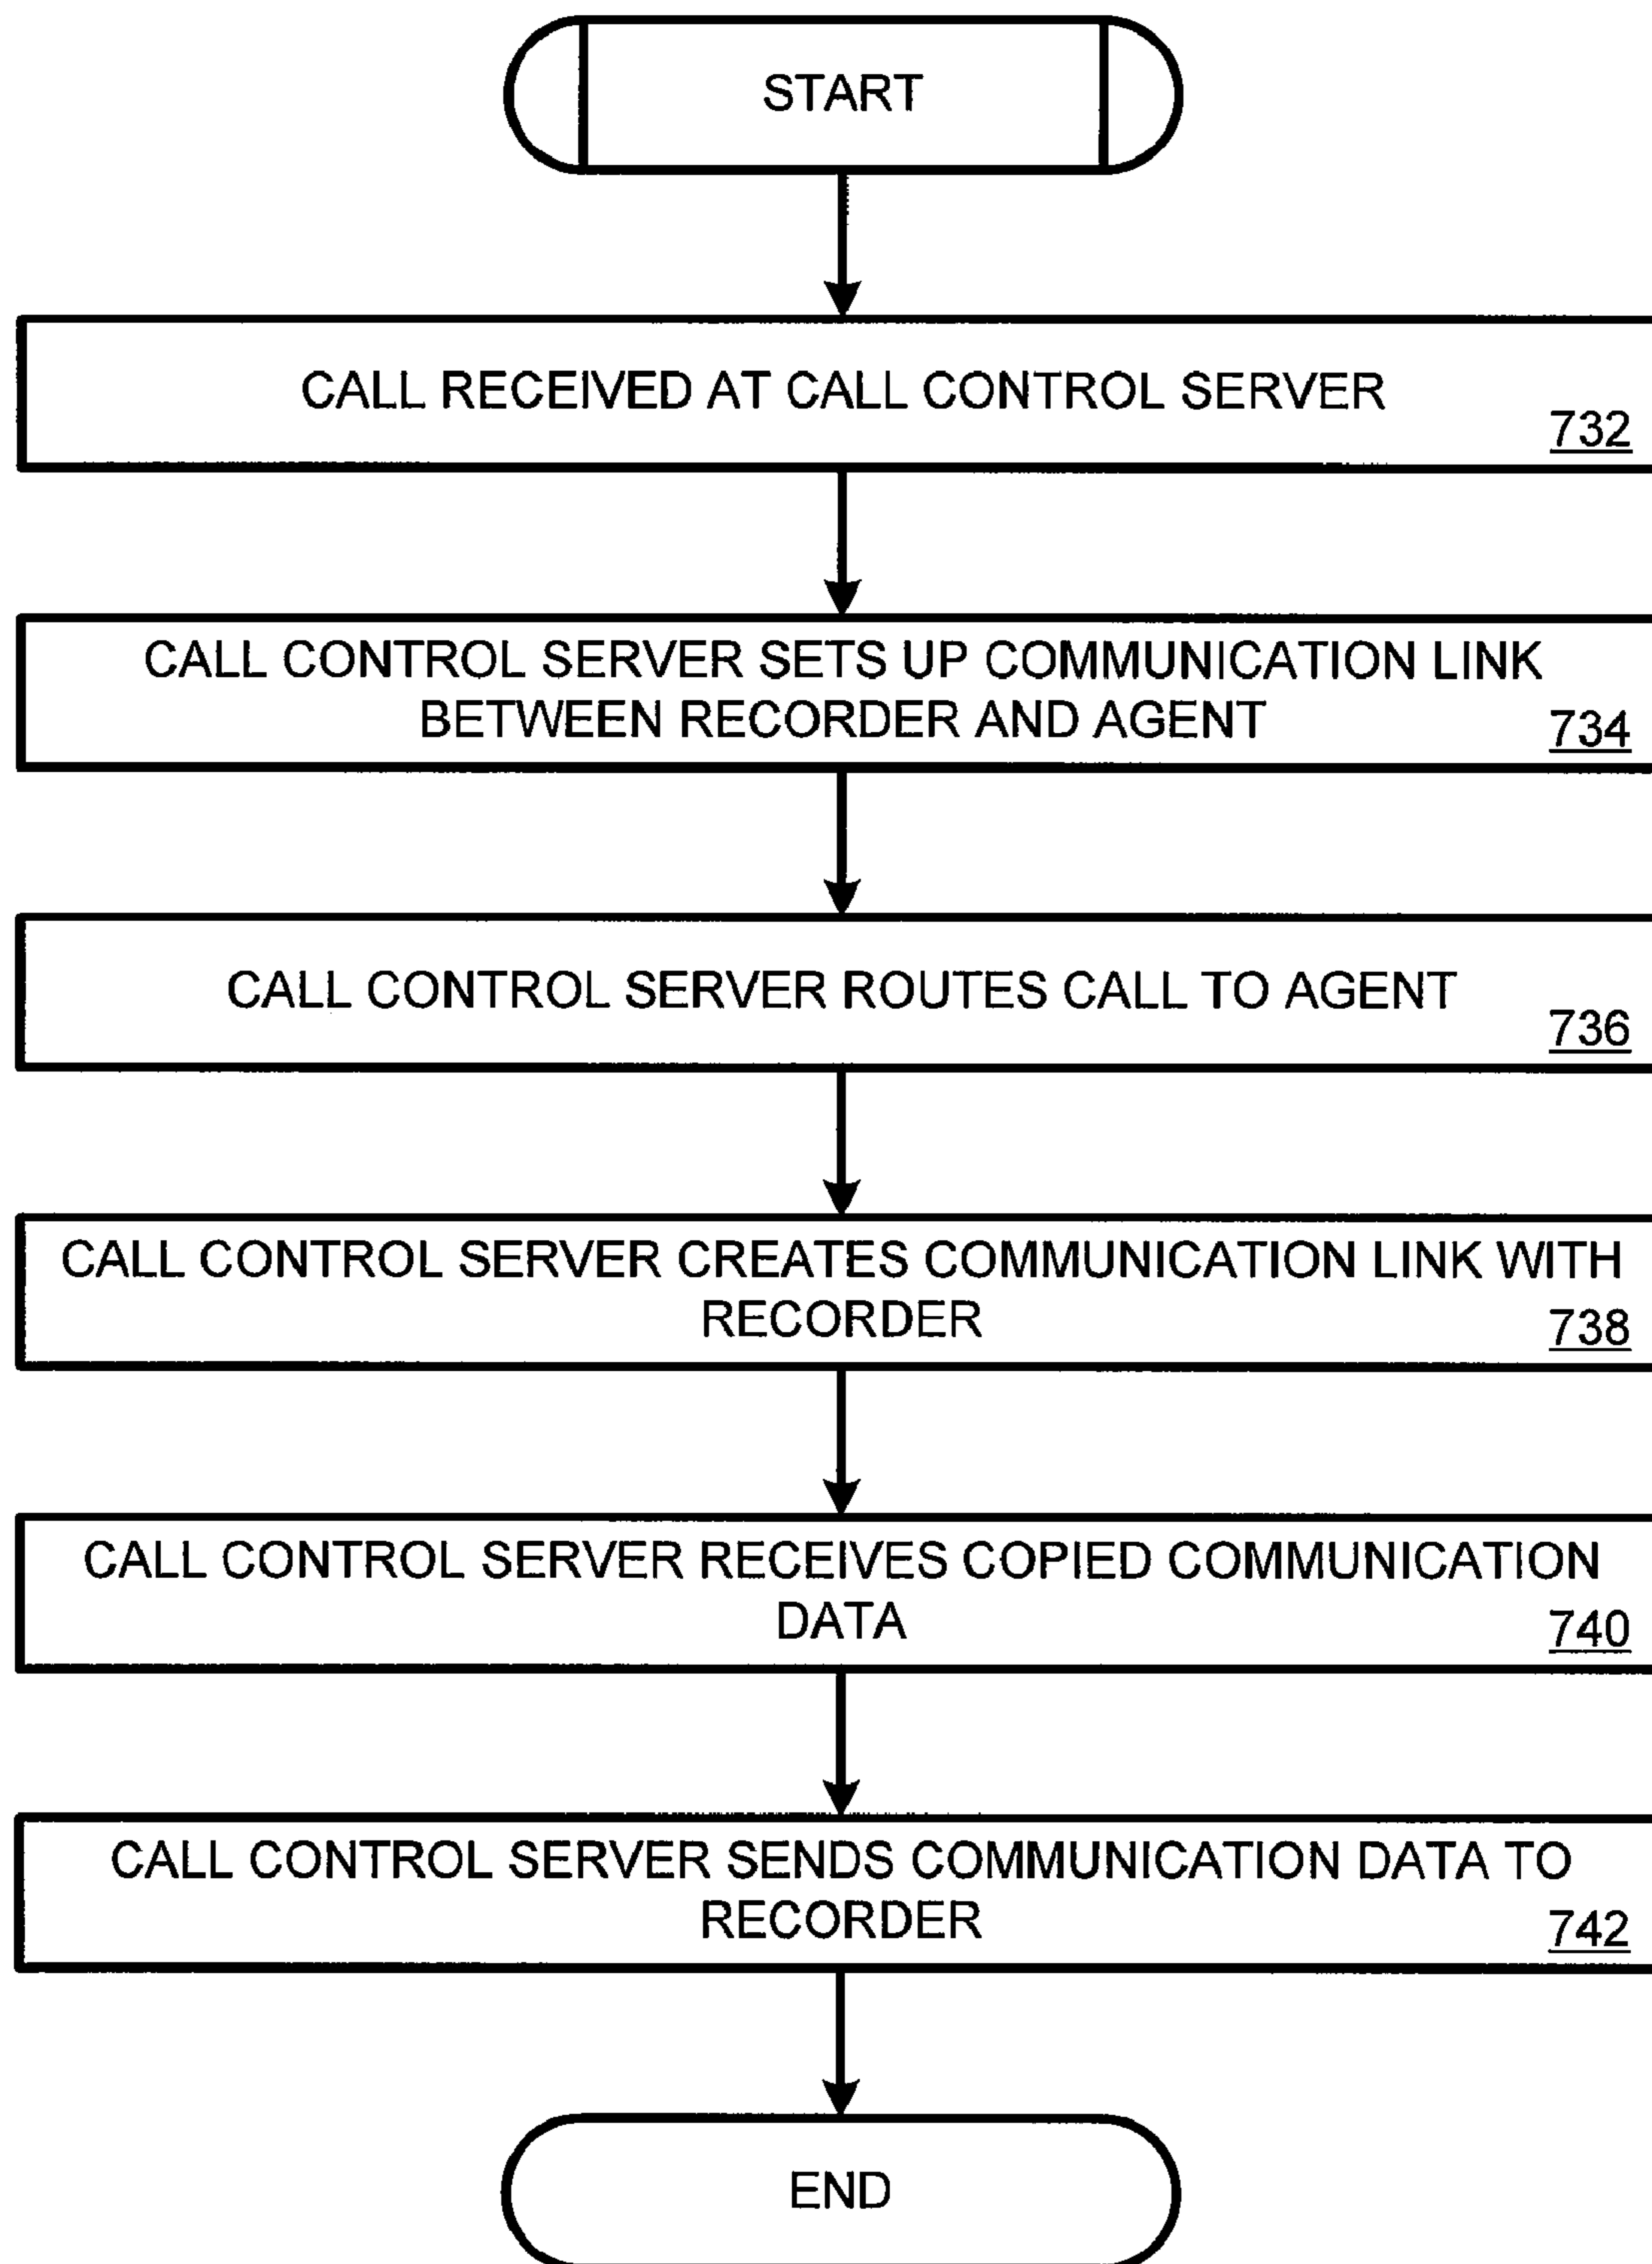 START
CALL RECEIVED AT CALL CONTROL SERVER
732
CALL CONTROL SERVER SETS UP COMMUNICATION LINK
BETWEEN RECORDER AND AGENT
734
CALL CONTROL SERVER ROUTES CALL TO AGENT
736
CALL CONTROL SERVER CREATES COMMUNICATION LINK WITH
RECORDER
738
CALL CONTROL SERVER RECEIVES COPIED COMMUNICATION
DATA
740
CALL CONTROL SERVER SENDS COMMUNICATION DATA TO
RECORDER
742
END